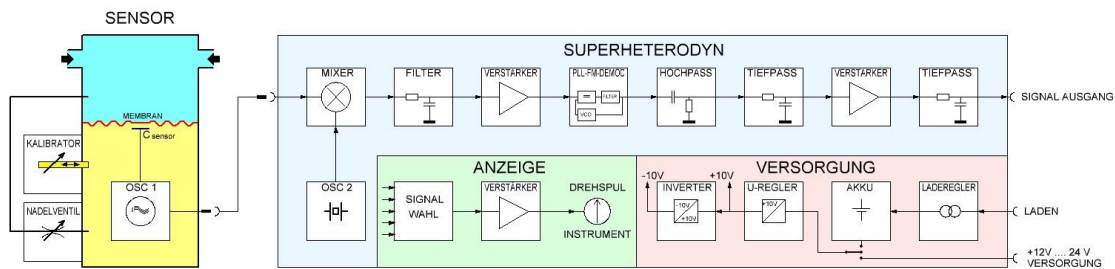 SENSOR
MEMBRAN
C sensor
KALIBRATOR
OSC 1
NADELVENTIL
SUPERHETERODYN
MIXER
FILTER
VERSTÄRKER
PLL-FM-DEMOC
FILTER
VCO
HOCHPASS
TIEFPASS
VERSTARKER
TIEFPASS
SIGNAL AUSGANG
OSC 2
ANZEIGE
SIGNAL
WAHL
VERSTÄRKER
DREHSPUL
INSTRUMENT
VERSORGUNG
-10V
+10V
INVERTER
-10V
+10V
U-REGLER
+10V
AKKU
LADEREGLER
LADEN
+12V .... 24 V
VERSORGUNG